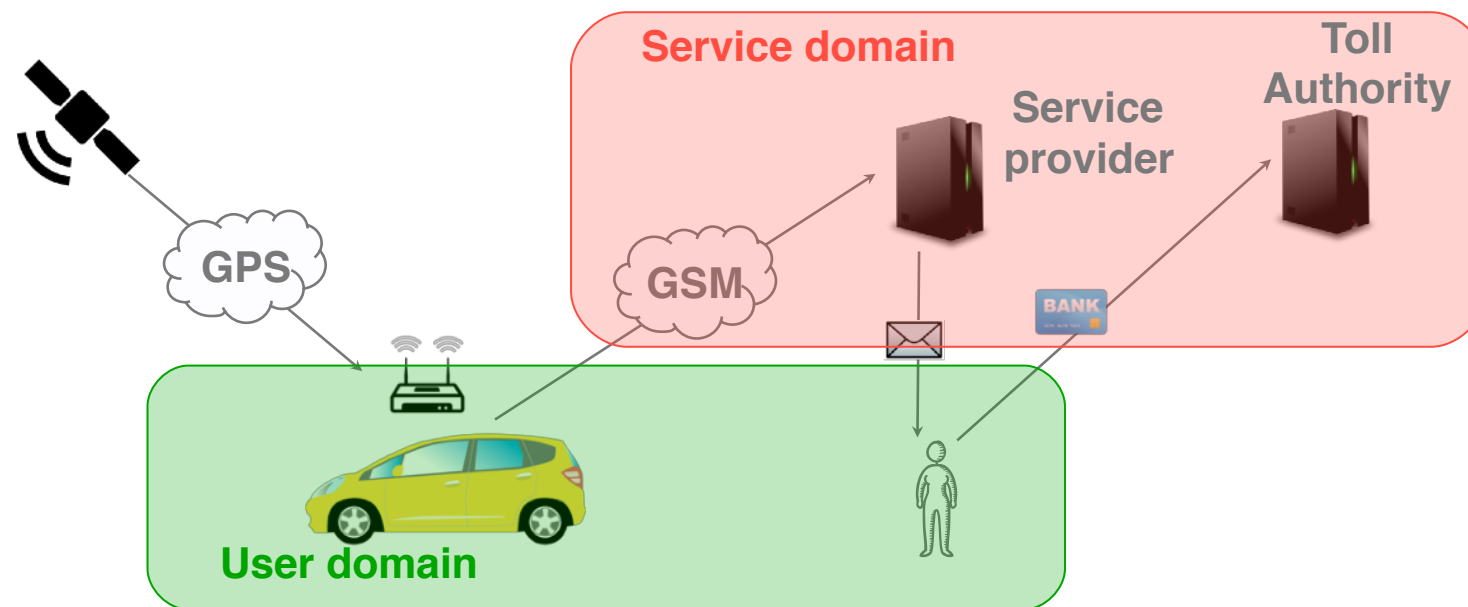 Service domain
Toll
Authority
Service
provider
GPS
GSM
BANK
User domain